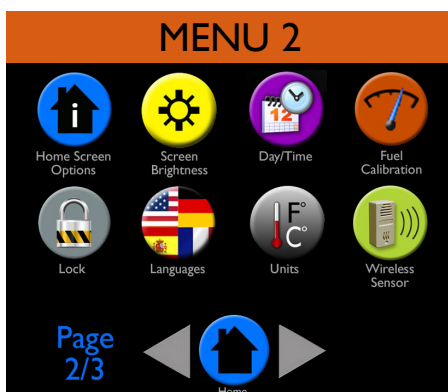 MENU 2
i
12
Home Screen
Options
Screen
Brightness
Day/Time
Fuel
Calibration
F°
C°
Lock
Languages
Units
Wireless
Sensor
Page
2/3
Home